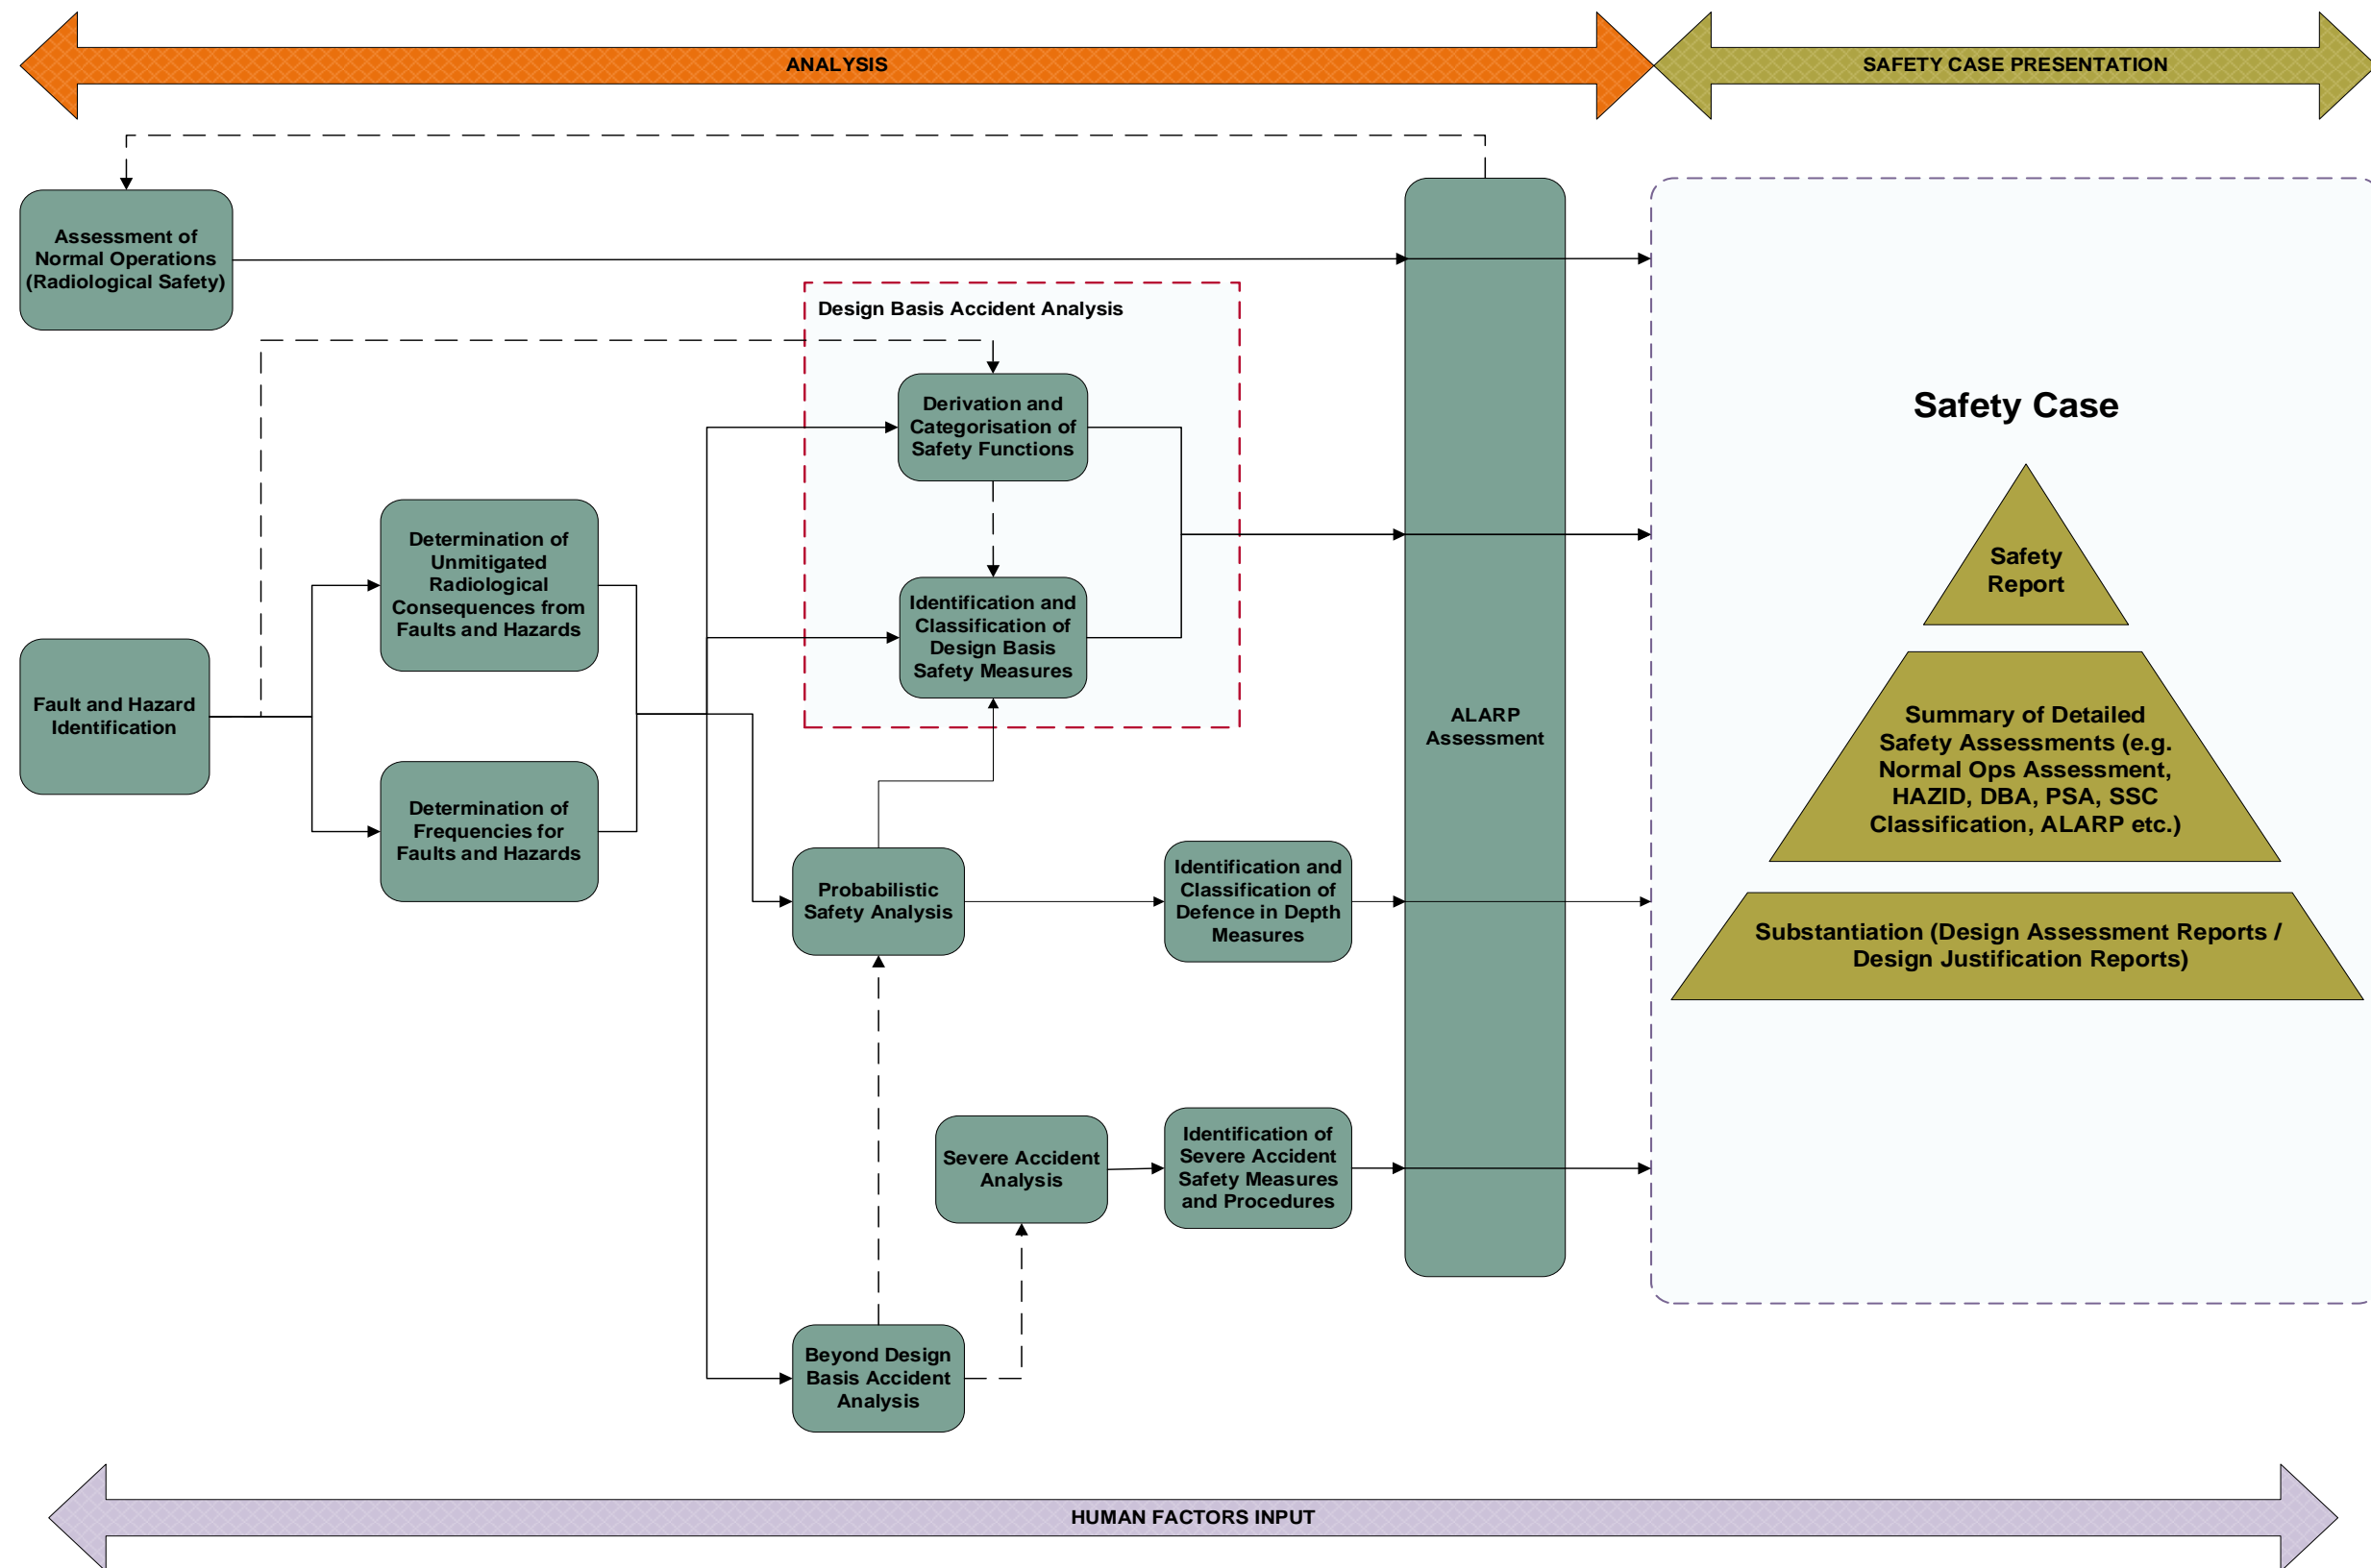 ANALYSIS
SAFETY CASE PRESENTATION
Assessment of
Normal Operations
(Radiological Safety)
Design Basis Accident Analysis
Derivation and
Categorisation of
Safety Functions
Determination of
Unmitigated
Radiological
Consequences from
Faults and Hazards
Identification and
Classification of
Design Basis
Safety Measures
Fault and Hazard
Identification
Determination of
Frequencies for
Faults and Hazards
Probabilistic
Safety Analysis
Identification and
Classification of
Defence in Depth
Measures
Severe Accident
Analysis
Identification of
Severe Accident
Safety Measures
and Procedures
Beyond Design
Basis Accident
Analysis
ALARP
Assessment
Safety Case
Safety
Report
Summary of Detailed
Safety Assessments (e.g.
Normal Ops Assessment,
HAZID, DBA, PSA, SSC
Classification, ALARP etc.)
Substantiation (Design Assessment Reports /
Design Justification Reports)
HUMAN FACTORS INPUT